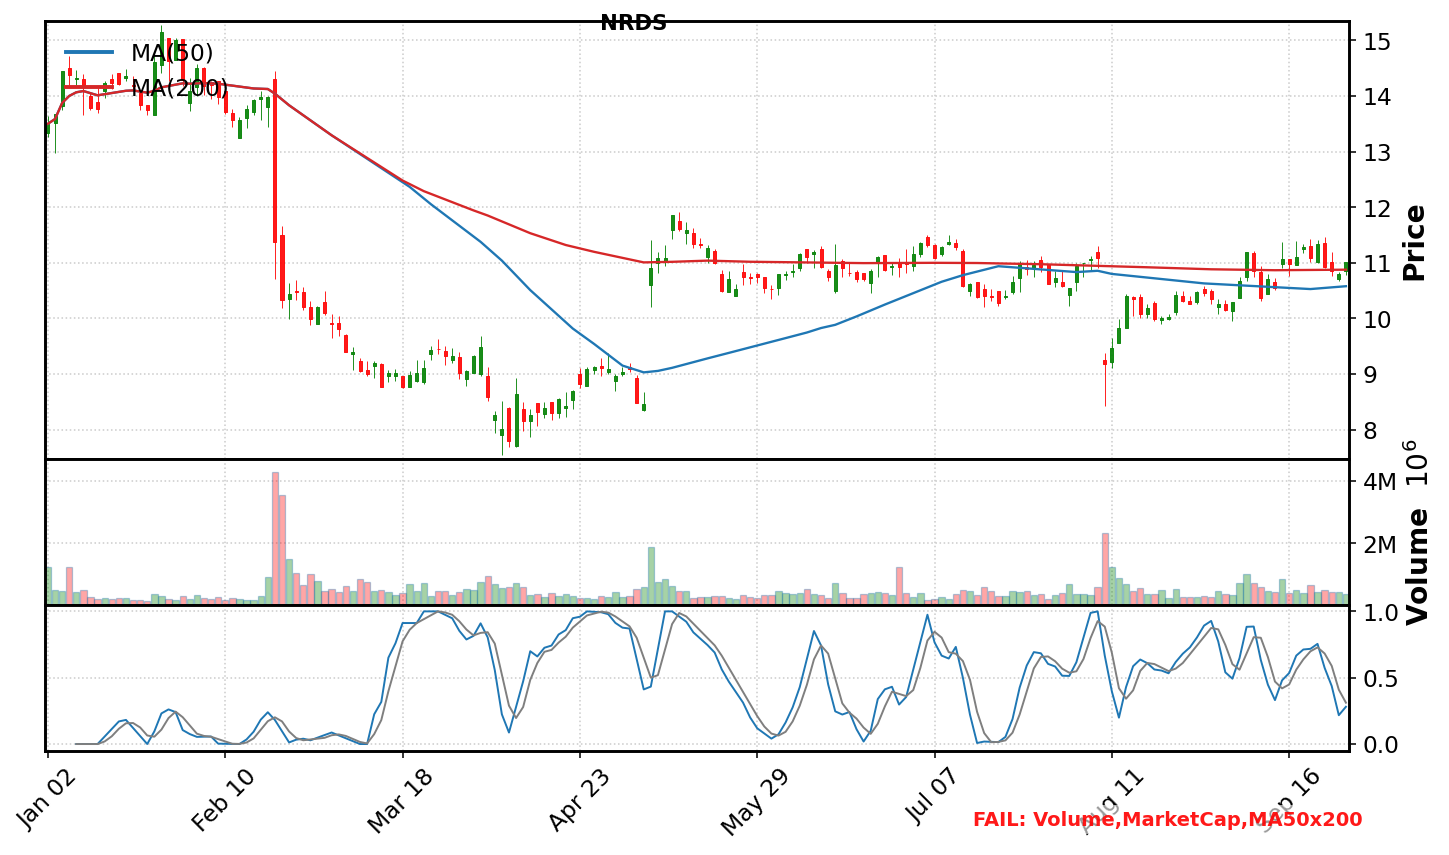 NRDS
MA(50)
MA(200)
15
14
13
12
11
10
9
8
Price
4M
2M
Volume 10^6
1.0
0.5
0.0
Jan 02
Feb 10
Mar 18
Apr 23
May 29
Jul 07
Aug 11
Sep 16
FAIL: Volume,MarketCap,MA50x200